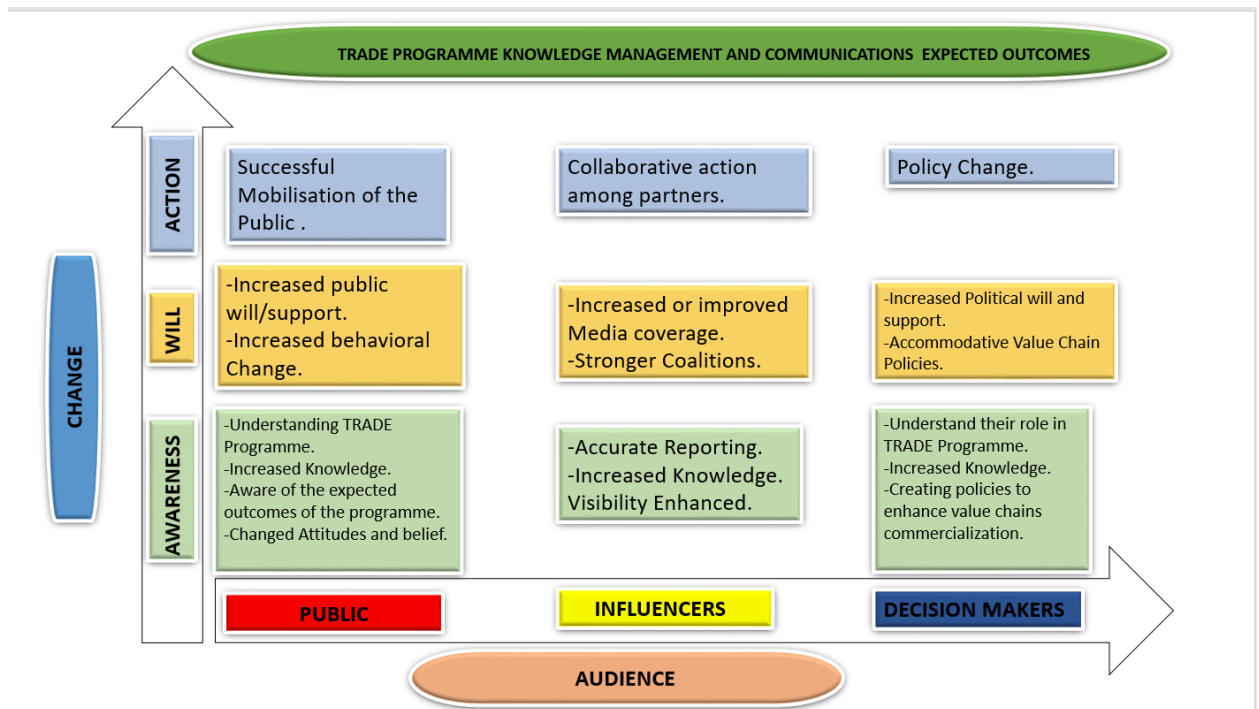 TRADE PROGRAMME KNOWLEDGE MANAGEMENT AND COMMUNICATIONS EXPECTED OUTCOMES
CHANGE
ACTION
Successful
Mobilisation of the
Public .
Collaborative action
among partners.
Policy Change.
WILL
-Increased public
will/support.
-Increased behavioral
Change.
-Increased or improved
Media coverage.
-Stronger Coalitions.
-Increased Political will and
support.
-Accommodative Value Chain
Policies.
AWARENESS
-Understanding TRADE
Programme.
-Increased Knowledge.
-Aware of the expected
outcomes of the programme.
-Changed Attitudes and belief.
-Accurate Reporting.
-Increased Knowledge.
Visibility Enhanced.
-Understand their role in
TRADE Programme.
-Increased Knowledge.
-Creating policies to
enhance value chains
commercialization.
PUBLIC
INFLUENCERS
DECISION MAKERS
AUDIENCE